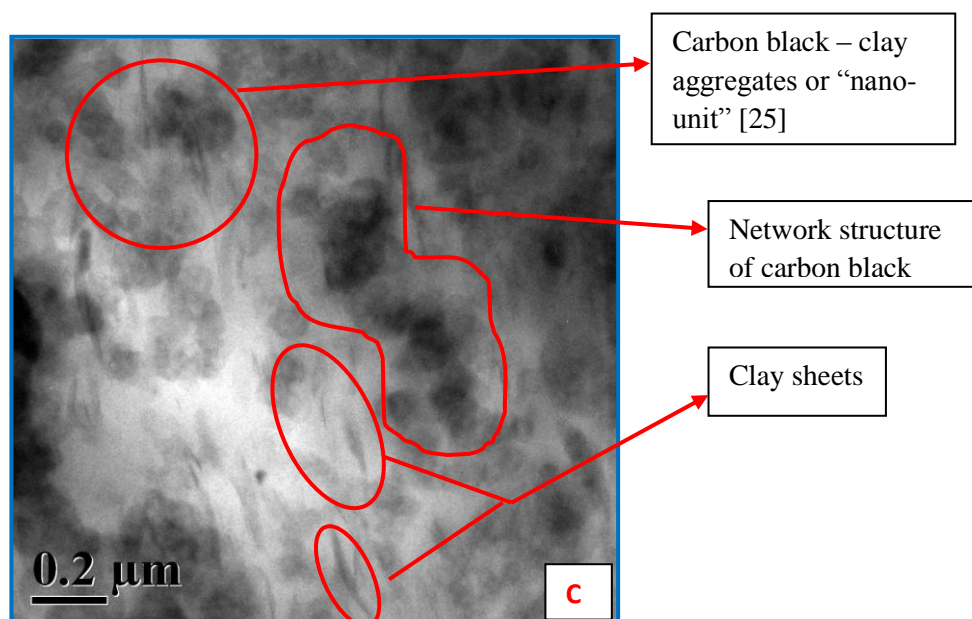 Carbon black – clay
aggregates or “nano-
unit” [25]
Network structure
of carbon black
Clay sheets
0.2 µm
C